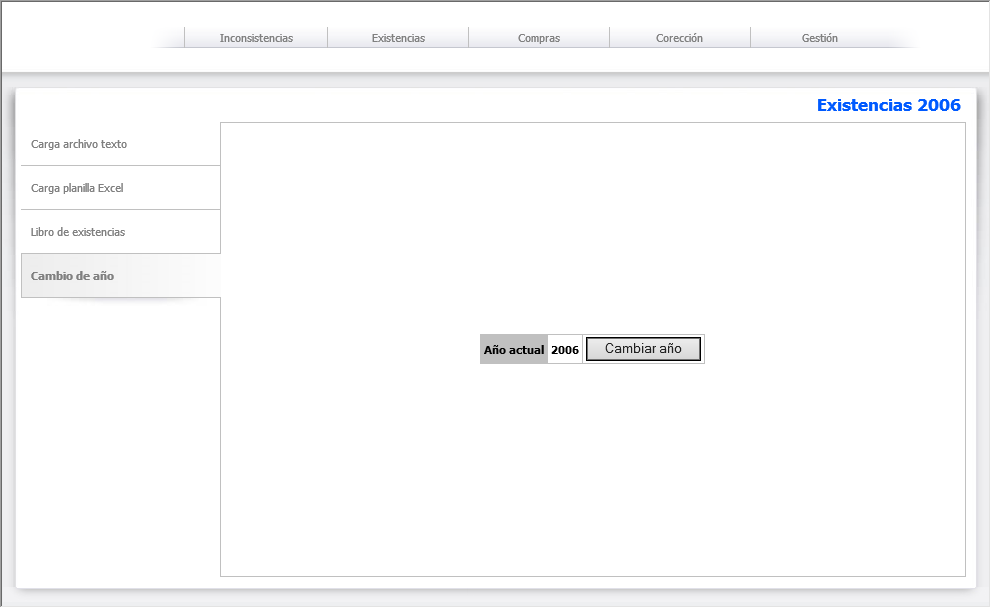 Inconsistencias Existencias Compras Corección Gestión
Existencias 2006
Carga archivo texto
Carga planilla Excel
Libro de existencias
Cambio de año
Año actual 2006 Cambiar año